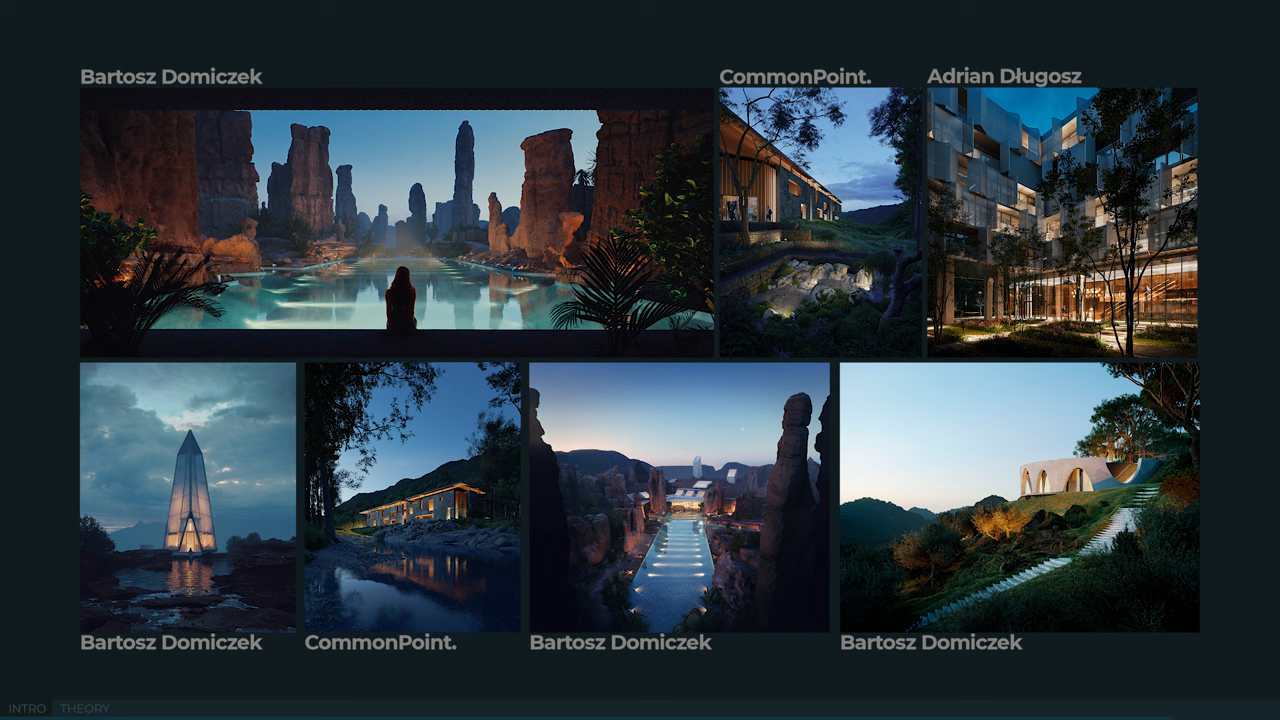 Bartosz Domiczek
CommonPoint.
Adrian Długosz
Bartosz Domiczek
CommonPoint.
Bartosz Domiczek
Bartosz Domiczek
INTRO
THEORY